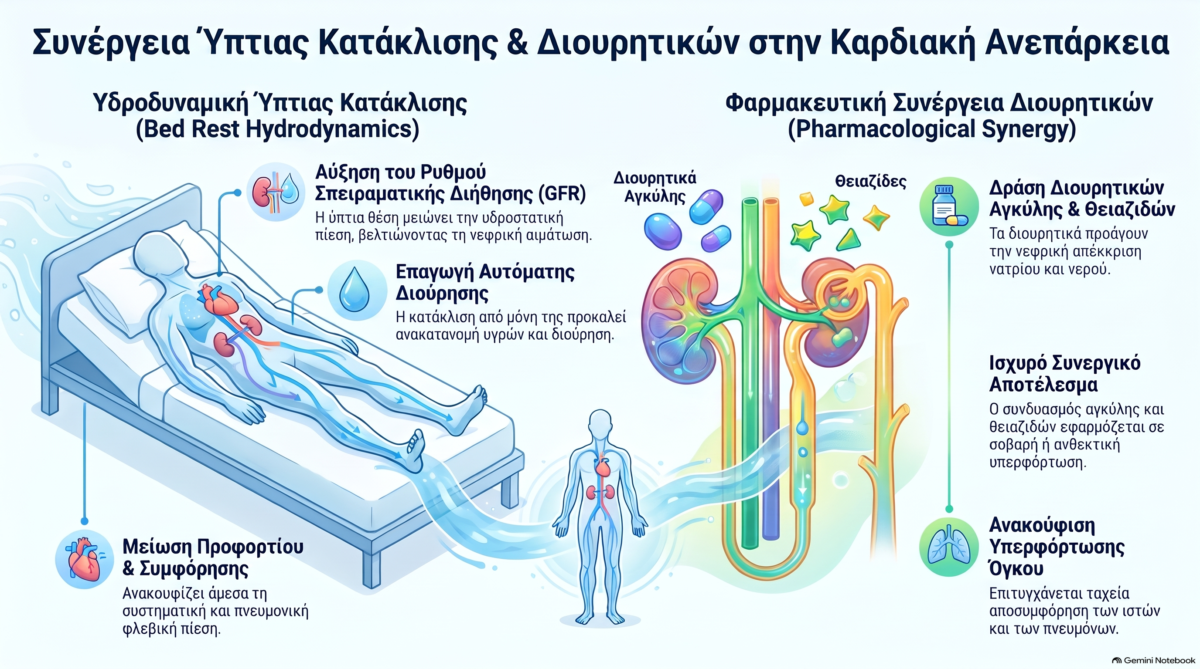 Συνέργεια Ύπτιας Κατάκλισης & Διουρητικών στην Καρδιακή Ανεπάρκεια
Υδροδυναμική Ύπτιας Κατάκλισης
(Bed Rest Hydrodynamics)
Αύξηση του Ρυθμού
Σπειραματικής Διήθησης (GFR)
Η ύπτια θέση μειώνει την υδροστατική
πίεση, βελτιώνοντας τη νεφρική αιμάτωση.
Επαγωγή Αυτόματης
Διούρησης
Η κατάκλιση από μόνη της προκαλεί
ανακατανομή υγρών και διούρηση.
Μείωση Προφορτίου
& Συμφόρησης
Ανακουφίζει άμεσα τη
συστηματική και πνευμονική
φλεβική πίεση.
Φαρμακευτική Συνέργεια Διουρητικών
(Pharmacological Synergy)
Διουρητικά
Αγκύλης
Θειαζίδες
Δράση Διουρητικών
Αγκύλης & Θειαζιδών
Τα διουρητικά προάγουν
την νεφρική απέκκριση
νατρίου και νερού.
Ισχυρό Συνεργικό
Αποτέλεσμα
Ο συνδυασμός αγκύλης και
θειαζιδών εφαρμόζεται σε
σοβαρή ή ανθεκτική
υπερφόρτωση.
Ανακούφιση
Υπερφόρτωσης
Όγκου
Επιτυγχάνεται ταχεία
αποσυμφόρηση των ιστών
και των πνευμόνων.
Gemini Notebook